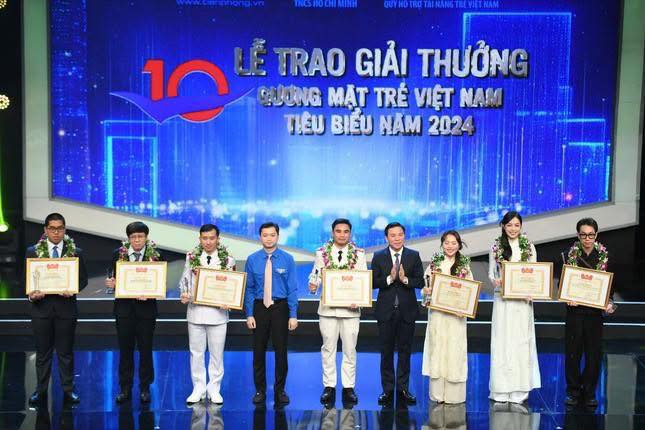 www.tienphong.vn
TNCS HỒ CHÍ MINH
QUỸ HỖ TRỢ TÀI NĂNG TRẺ VIỆT NAM
10
LỄ TRAO GIẢI THƯỞNG
GƯƠNG MẶT TRẺ VIỆT NAM
TIÊU BIỂU NĂM 2024